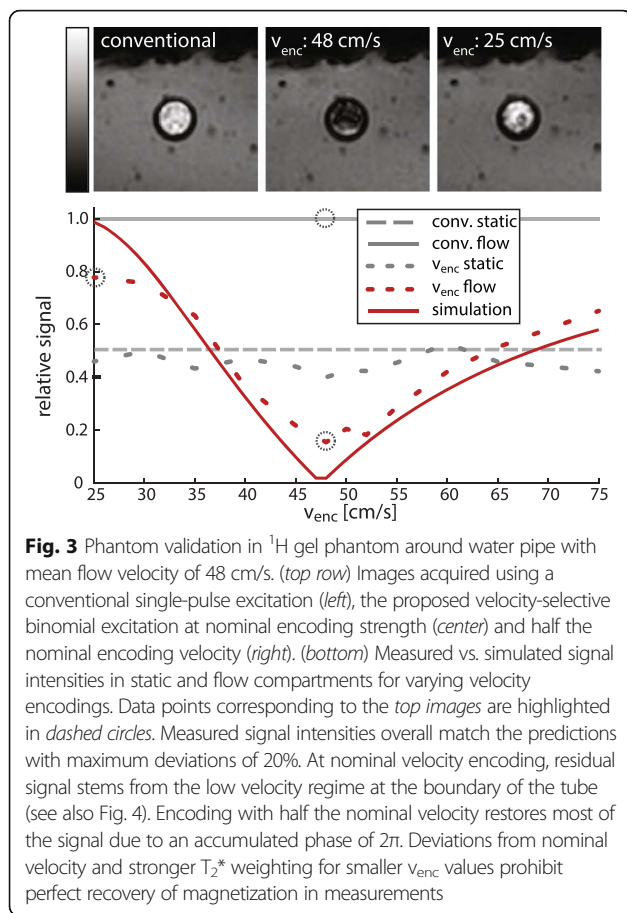 conventional
v_enc: 48 cm/s
v_enc: 25 cm/s
1.0
0.8
0.6
0.4
0.2
0
relative signal
conv. static
conv. flow
v_enc static
v_enc flow
simulation
25 30 35 40 45 50 55 60 65 70 75
v_enc [cm/s]
Fig. 3 Phantom validation in ¹H gel phantom around water pipe with
mean flow velocity of 48 cm/s. (top row) Images acquired using a
conventional single-pulse excitation (left), the proposed velocity-selective
binomial excitation at nominal encoding strength (center) and half the
nominal encoding velocity (right). (bottom) Measured vs. simulated signal
intensities in static and flow compartments for varying velocity
encodings. Data points corresponding to the top images are highlighted
in dashed circles. Measured signal intensities overall match the predictions
with maximum deviations of 20%. At nominal velocity encoding, residual
signal stems from the low velocity regime at the boundary of the tube
(see also Fig. 4). Encoding with half the nominal velocity restores most of
the signal due to an accumulated phase of 2π. Deviations from nominal
velocity and stronger T₂* weighting for smaller v_enc values prohibit
perfect recovery of magnetization in measurements